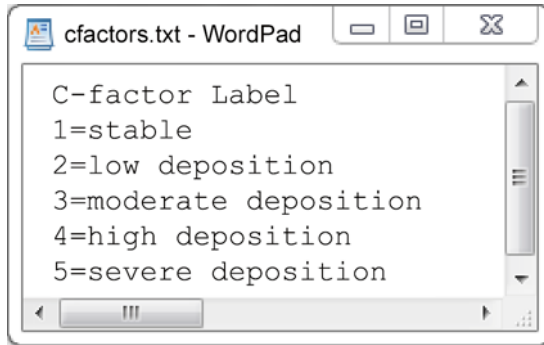 cfactors.txt - WordPad
C-factor Label
1=stable
2=low deposition
3=moderate deposition
4=high deposition
5=severe deposition